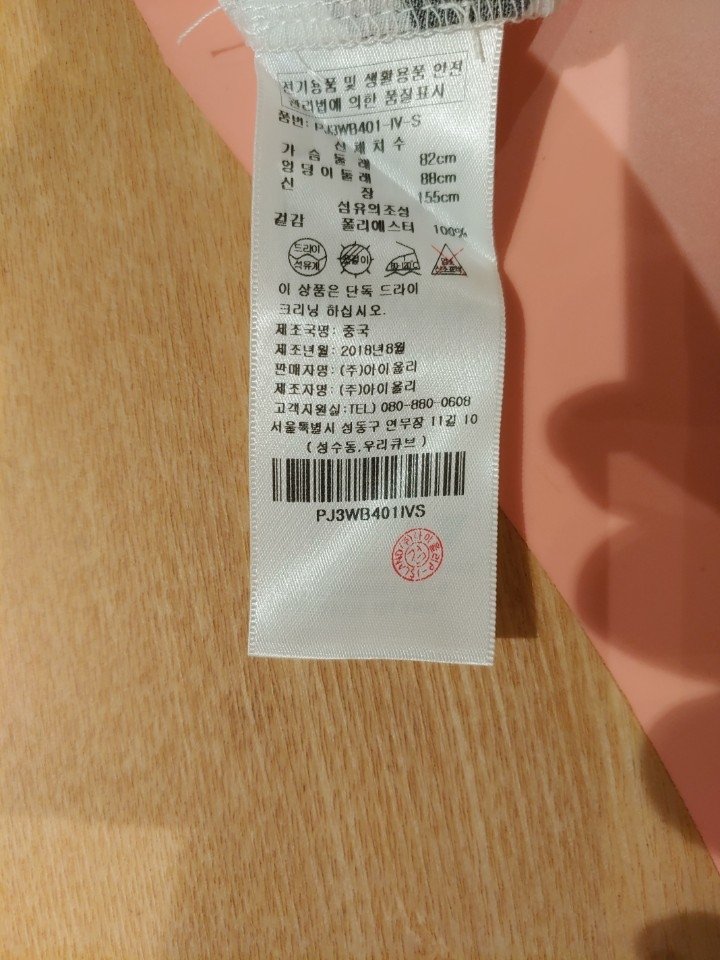 전기용품 및 생활용품 안전
관리법에 의한 품질표시
품번: PJ3WB401-IV-S
신체치수
가슴둘레 82cm
엉덩이둘레 88cm
신장 155cm
섬유의조성
겉감 폴리에스터 100%
드라이
석유계
이 상품은 단독 드라이
크리닝 하십시오.
제조국명: 중국
제조년월: 2018년8월
판매자명: (주)아이올리
제조자명: (주)아이올리
고객지원실:TEL) 080-880-0608
서울특별시 성동구 연무장 11길 10
(성수동,우리큐브)
PJ3WB401IVS